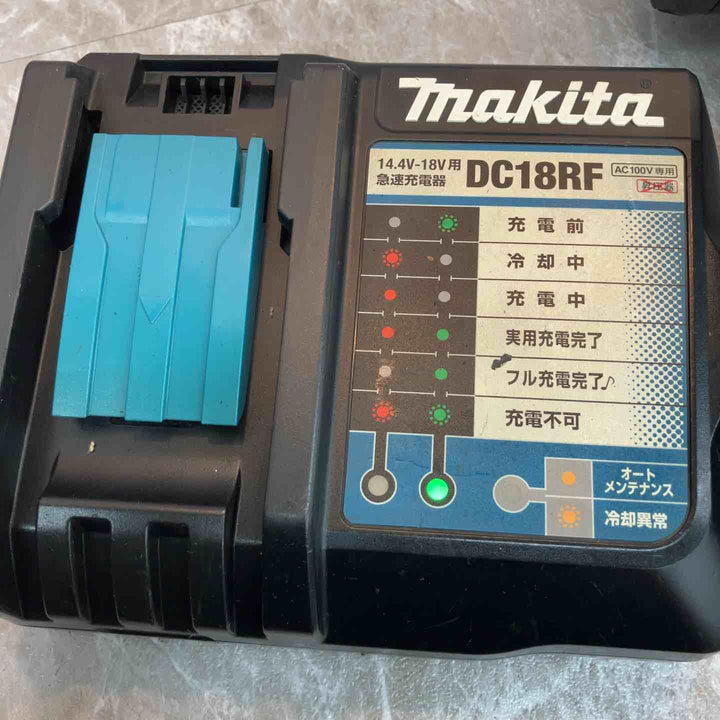 makita®
14.4V-18V用
急速充電器
DC18RF
AC100V専用
昇圧器
充電前
冷却中
充電中
実用充電完了
フル充電完了♪
充電不可
オート
メンテナンス
冷却異常